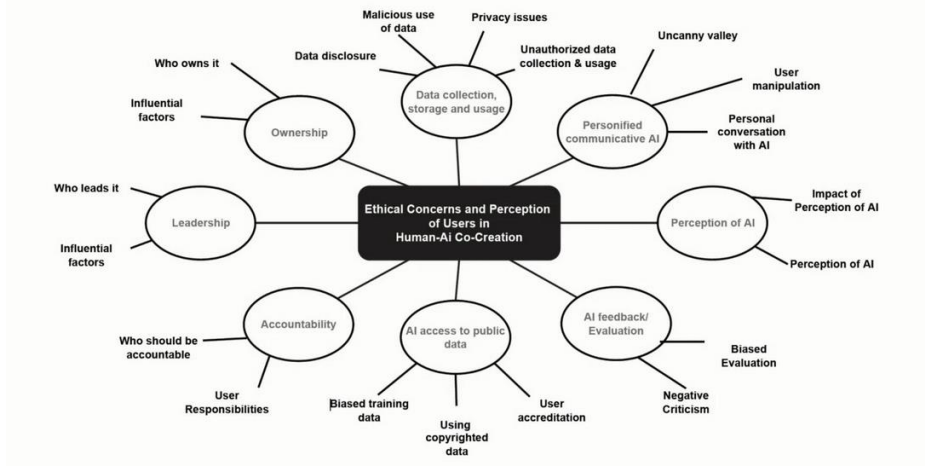 Malicious use
of data
Privacy issues
Data disclosure
Unauthorized data
collection & usage
Data collection,
storage and usage
Uncanny valley
User
manipulation
Personal
conversation
with AI
Personified
communicative AI
Who owns it
Influential
factors
Ownership
Who leads it
Influential
factors
Leadership
Ethical Concerns and Perception
of Users in
Human-Ai Co-Creation
Perception of AI
Impact of
Perception of AI
Perception of AI
Accountability
Who should be
accountable
User
Responsibilities
AI access to public
data
Biased training
data
Using
copyrighted
data
User
accreditation
AI feedback/
Evaluation
Biased
Evaluation
Negative
Criticism